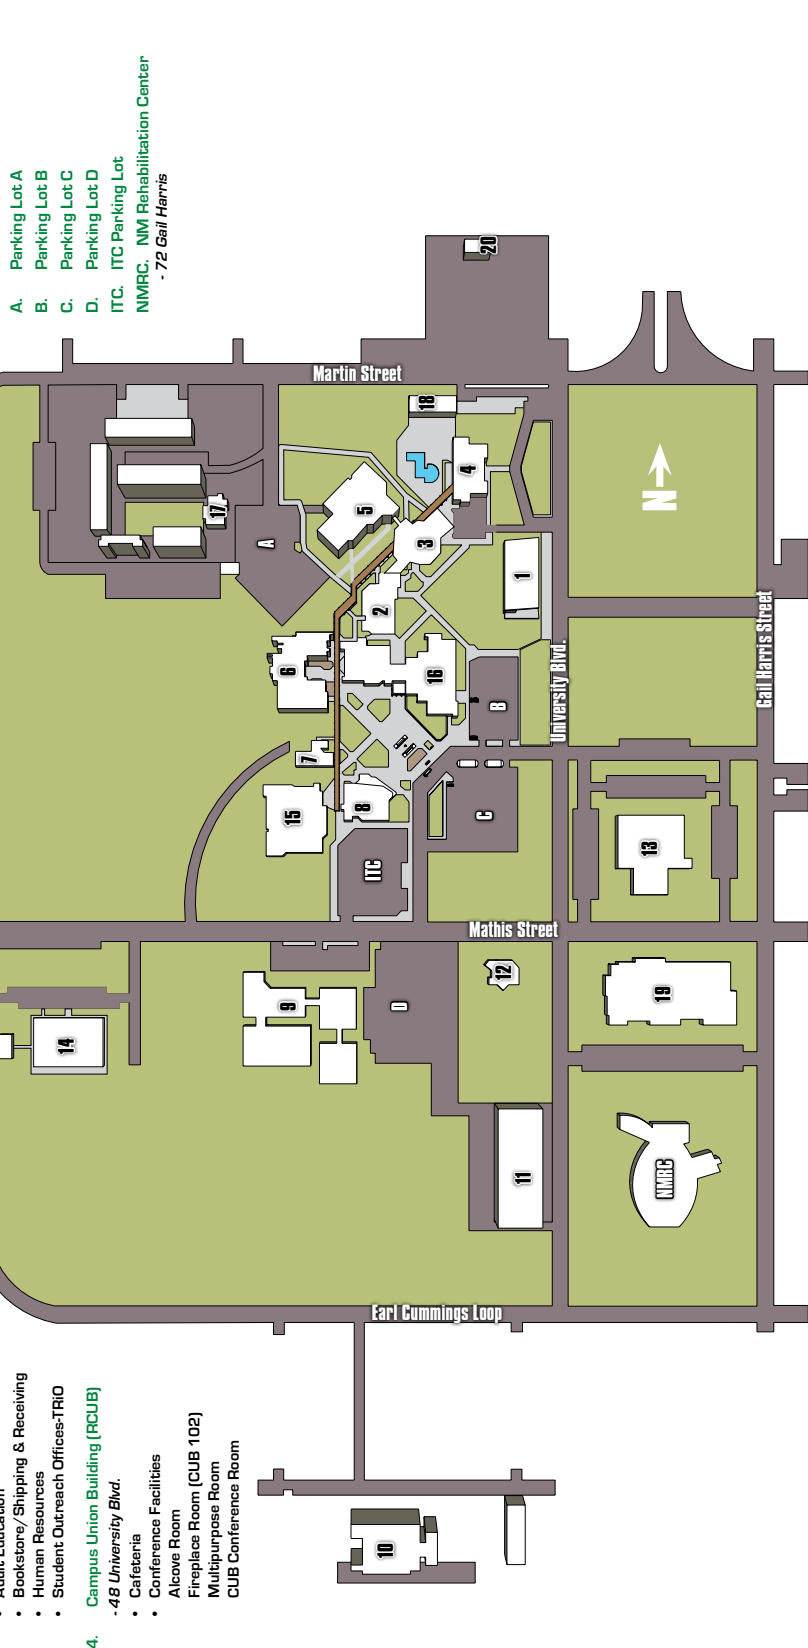 A. Parking Lot A
B. Parking Lot B
C. Parking Lot C
D. Parking Lot D
ITC. ITC Parking Lot
NMRC. NM Rehabilitation Center
- 72 Gail Harris
• Bookstore/Shipping & Receiving
• Human Resources
• Student Outreach Offices-TRiO
4. Campus Union Building (RCUB)
- 48 University Blvd.
• Cafeteria
• Conference Facilities
Alcove Room
Fireplace Room (CUB 102)
Multipurpose Room
CUB Conference Room
Martin Street
University Blvd.
Gail Harris Street
Mathis Street
Earl Cummings Loop
N
20
18
17
4
5
3
A
1
2
6
16
B
7
15
8
C
ITC
13
12
9
D
19
14
11
NMRC
10